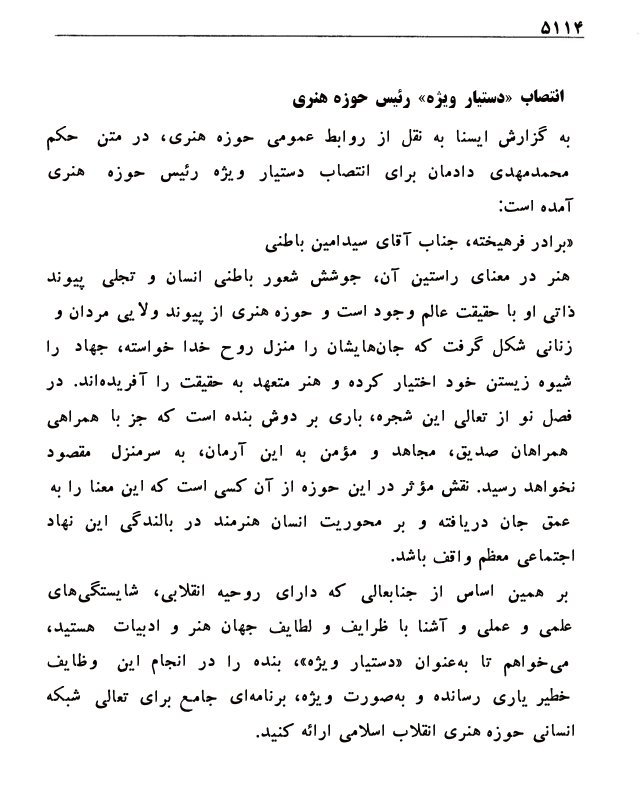 ۵۱۱۴
انتصاب «دستیار ویژه» رئیس حوزه هنری
به گزارش ایسنا به نقل از روابط عمومی حوزه هنری، در متن حکم
محمدمهدی دادمان برای انتصاب دستیار ویژه رئیس حوزه هنری
آمده است:
«برادر فرهیخته، جناب آقای سیدامین باطنی
هنر در معنای راستین آن، جوشش شعور باطنی انسان و تجلی پیوند
ذاتی او با حقیقت عالم وجود است و حوزه هنری از پیوند ولایی مردان و
زنانی شکل گرفت که جان‌هایشان را منزل روح خدا خواسته، جهاد را
شیوه زیستن خود اختیار کرده و هنر متعهد به حقیقت را آفریده‌اند. در
فصل نو از تعالی این شجره، باری بر دوش بنده است که جز با همراهی
همراهان صدیق، مجاهد و مؤمن به این آرمان، به سرمنزل مقصود
نخواهد رسید. نقش مؤثر در این حوزه از آن کسی است که این معنا را به
عمق جان دریافته و بر محوریت انسان هنرمند در بالندگی این نهاد
اجتماعی معظم واقف باشد.
بر همین اساس از جنابعالی که دارای روحیه انقلابی، شایستگی‌های
علمی و عملی و آشنا با ظرایف و لطایف جهان هنر و ادبیات هستید،
می‌خواهم تا به‌عنوان «دستیار ویژه»، بنده را در انجام این وظایف
خطیر یاری رسانده و به‌صورت ویژه، برنامه‌ای جامع برای تعالی شبکه
انسانی حوزه هنری انقلاب اسلامی ارائه کنید.